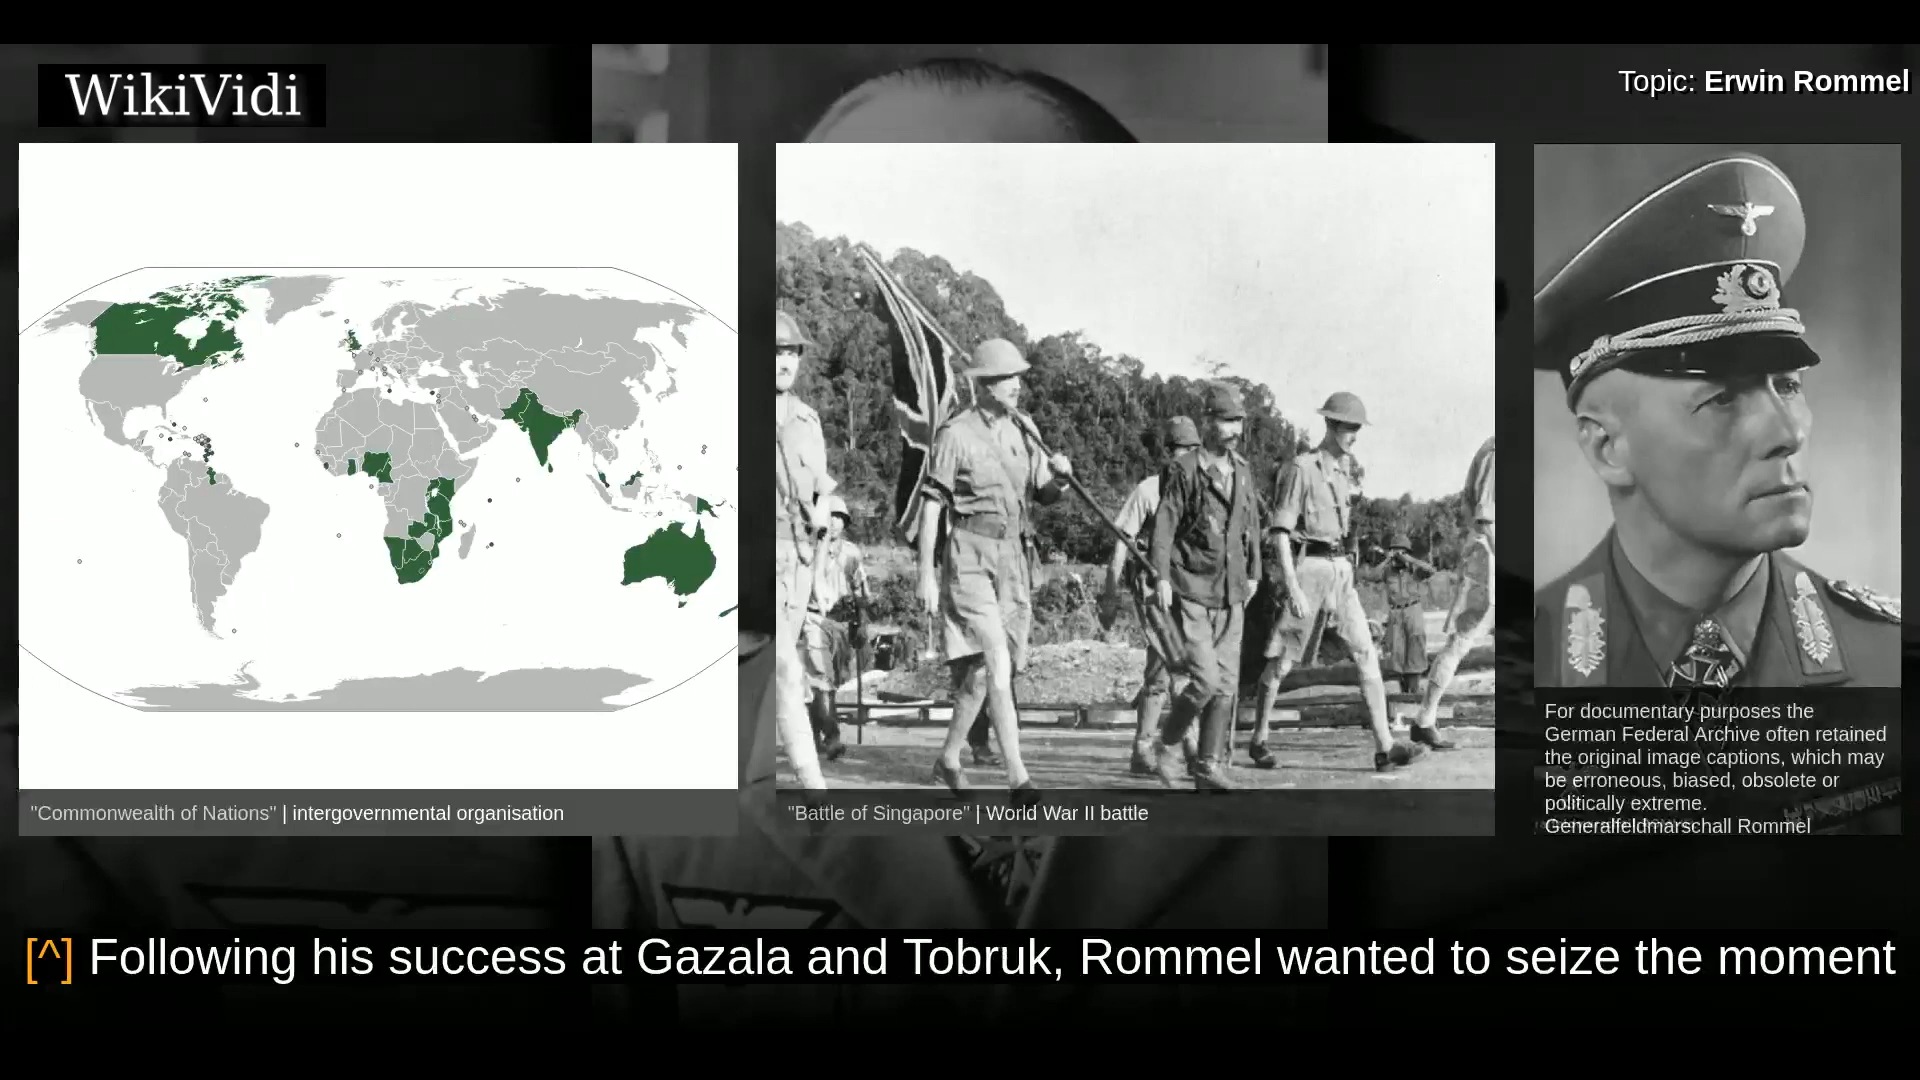 WikiVidi
Topic: Erwin Rommel
"Commonwealth of Nations" | intergovernmental organisation
"Battle of Singapore" | World War II battle
For documentary purposes the
German Federal Archive often retained
the original image captions, which may
be erroneous, biased, obsolete or
politically extreme.
Generalfeldmarschall Rommel
[^] Following his success at Gazala and Tobruk, Rommel wanted to seize the moment